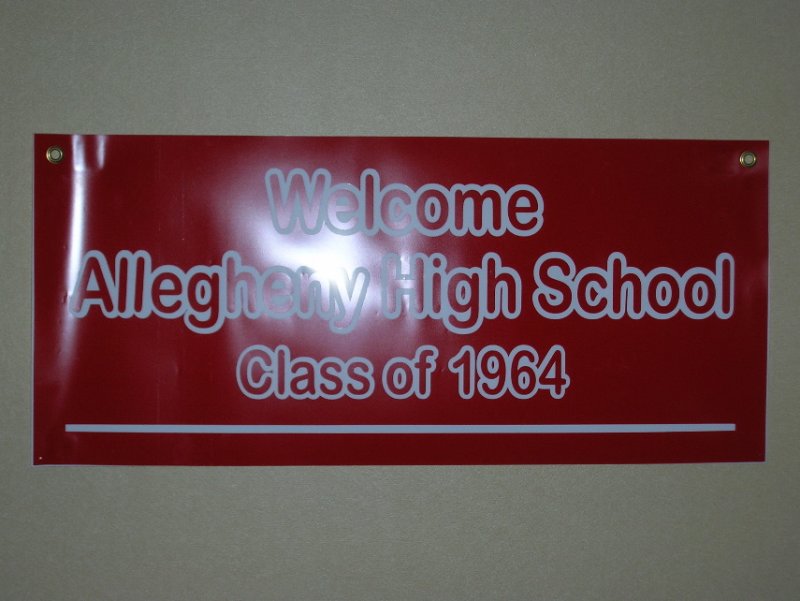 Welcome
Allegheny High School
Class of 1964